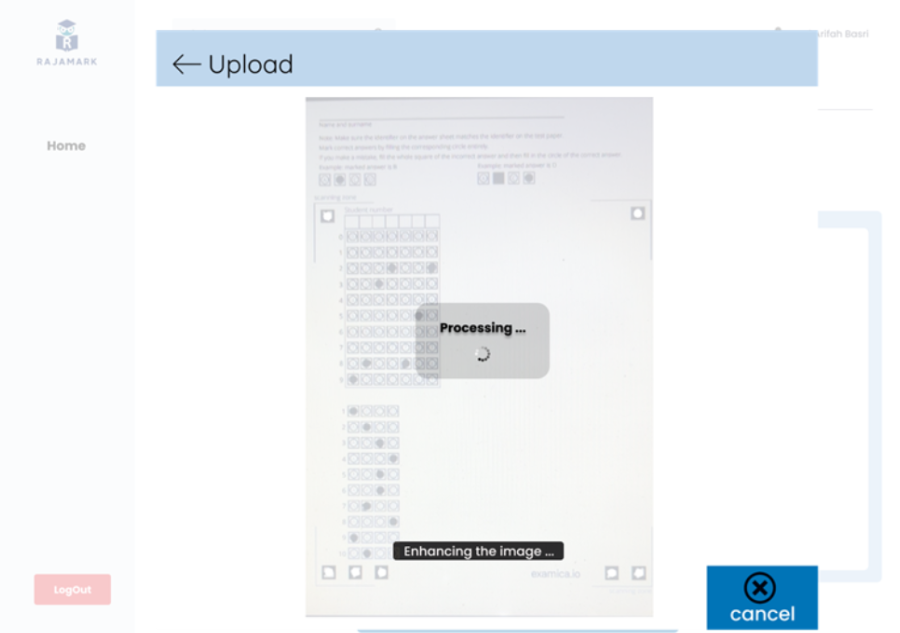 RAJAMARK
Arifah Basri
← Upload
Home
Name and surname
Note: Make sure the identifier on the answer sheet matches the identifier on the test paper.
Mark correct answers by filling the corresponding circle silently
If you make a mistake, fill the whole square of the incorrect answer and then fill in the circle of the correct answer.
Example: marked answer is B
Example: marked answer is D
scanning zone
Student number
0
1
2
3
4
5
6
7
8
9
Processing ...
1
2
3
4
5
6
7
8
9
10
Enhancing the image ...
examica.io
scanning zone
LogOut
cancel